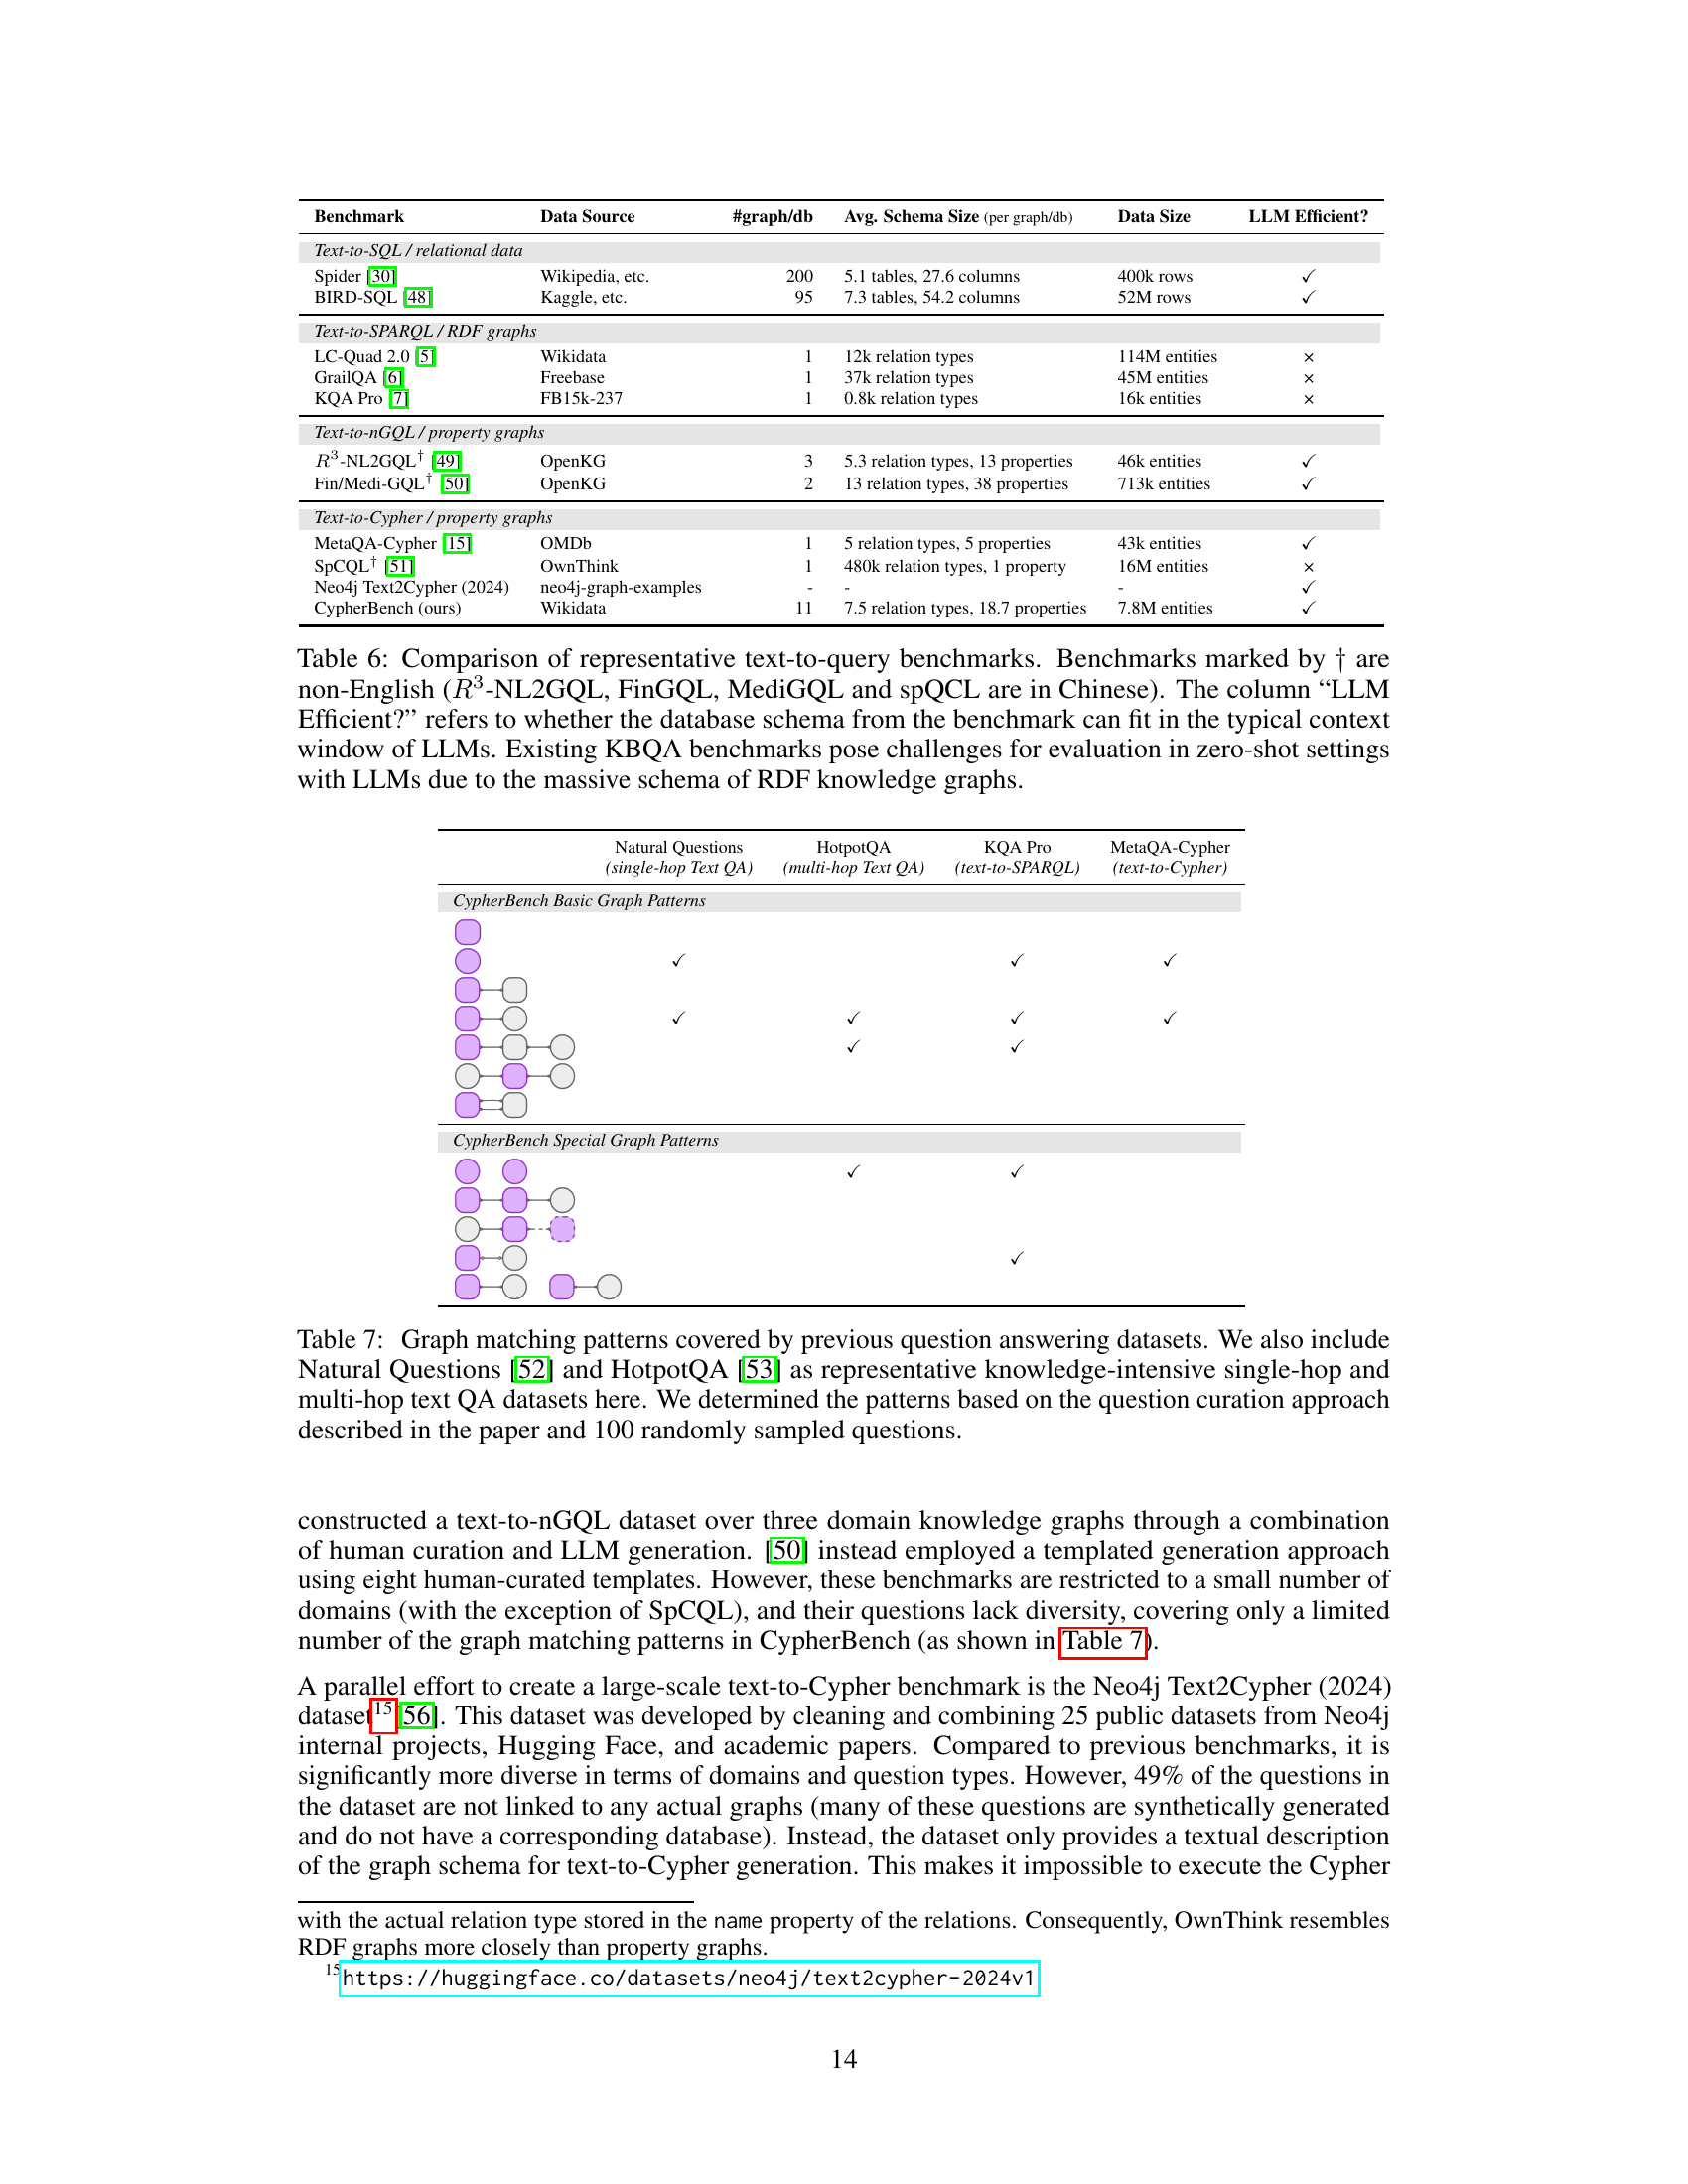 Benchmark Data Source #graph/db Avg. Schema Size (per graph/db) Data Size LLM Efficient?
Text-to-SQL / relational data
Spider [30] Wikipedia, etc. 200 5.1 tables, 27.6 columns 400k rows ✓
BIRD-SQL [48] Kaggle, etc. 95 7.3 tables, 54.2 columns 52M rows ✓
Text-to-SPARQL / RDF graphs
LC-Quad 2.0 [5] Wikidata 1 12k relation types 114M entities ×
GrailQA [6] Freebase 1 37k relation types 45M entities ×
KQA Pro [7] FB15k-237 1 0.8k relation types 16k entities ×
Text-to-nGQL / property graphs
R³-NL2GQL† [49] OpenKG 3 5.3 relation types, 13 properties 46k entities ✓
Fin/Medi-GQL† [50] OpenKG 2 13 relation types, 38 properties 713k entities ✓
Text-to-Cypher / property graphs
MetaQA-Cypher [15] OMDb 1 5 relation types, 5 properties 43k entities ✓
SpCQL† [51] OwnThink 1 480k relation types, 1 property 16M entities ×
Neo4j Text2Cypher (2024) neo4j-graph-examples - - - ✓
CypherBench (ours) Wikidata 11 7.5 relation types, 18.7 properties 7.8M entities ✓
Table 6: Comparison of representative text-to-query benchmarks. Benchmarks marked by † are
non-English (R³-NL2GQL, FinGQL, MediGQL and spQCL are in Chinese). The column “LLM
Efficient?” refers to whether the database schema from the benchmark can fit in the typical context
window of LLMs. Existing KBQA benchmarks pose challenges for evaluation in zero-shot settings
with LLMs due to the massive schema of RDF knowledge graphs.
Natural Questions HotpotQA KQA Pro MetaQA-Cypher
(single-hop Text QA) (multi-hop Text QA) (text-to-SPARQL) (text-to-Cypher)
CypherBench Basic Graph Patterns
✓ ✓ ✓
✓ ✓ ✓ ✓
✓ ✓
CypherBench Special Graph Patterns
✓ ✓
✓
Table 7: Graph matching patterns covered by previous question answering datasets. We also include
Natural Questions [52] and HotpotQA [53] as representative knowledge-intensive single-hop and
multi-hop text QA datasets here. We determined the patterns based on the question curation approach
described in the paper and 100 randomly sampled questions.
constructed a text-to-nGQL dataset over three domain knowledge graphs through a combination
of human curation and LLM generation. [50] instead employed a templated generation approach
using eight human-curated templates. However, these benchmarks are restricted to a small number of
domains (with the exception of SpCQL), and their questions lack diversity, covering only a limited
number of the graph matching patterns in CypherBench (as shown in Table 7).
A parallel effort to create a large-scale text-to-Cypher benchmark is the Neo4j Text2Cypher (2024)
dataset¹⁵ [56]. This dataset was developed by cleaning and combining 25 public datasets from Neo4j
internal projects, Hugging Face, and academic papers. Compared to previous benchmarks, it is
significantly more diverse in terms of domains and question types. However, 49% of the questions in
the dataset are not linked to any actual graphs (many of these questions are synthetically generated
and do not have a corresponding database). Instead, the dataset only provides a textual description
of the graph schema for text-to-Cypher generation. This makes it impossible to execute the Cypher
with the actual relation type stored in the name property of the relations. Consequently, OwnThink resembles
RDF graphs more closely than property graphs.
¹⁵https://huggingface.co/datasets/neo4j/text2cypher-2024v1
14